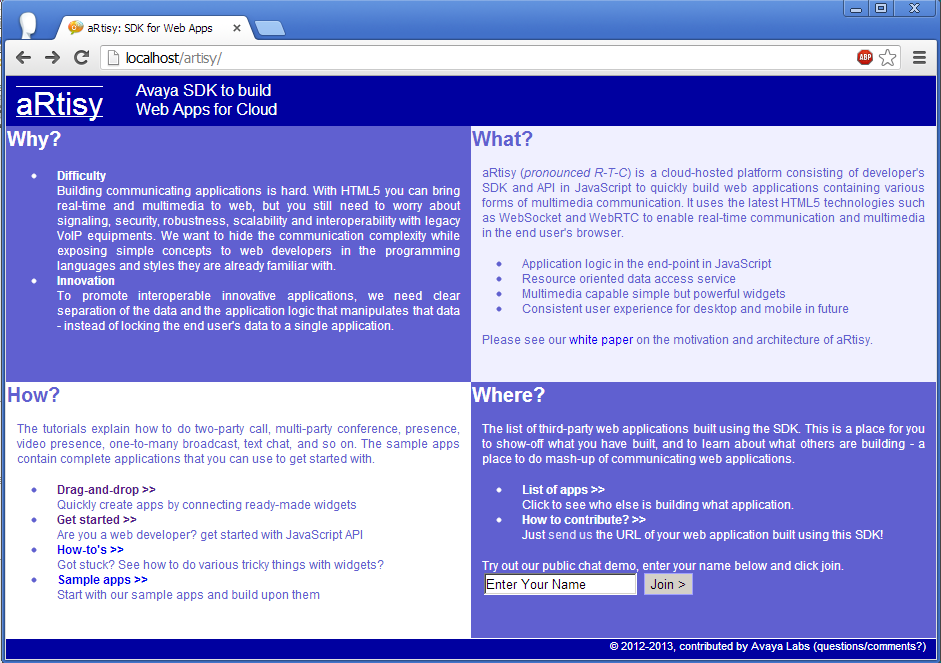 aRtisy: SDK for Web Apps
localhost/artisy/
ABP
aRtisy
Avaya SDK to build
Web Apps for Cloud
Why?
• Difficulty
Building communicating applications is hard. With HTML5 you can bring
real-time and multimedia to web, but you still need to worry about
signaling, security, robustness, scalability and interoperability with legacy
VoIP equipments. We want to hide the communication complexity while
exposing simple concepts to web developers in the programming
languages and styles they are already familiar with.
• Innovation
To promote interoperable innovative applications, we need clear
separation of the data and the application logic that manipulates that data
- instead of locking the end user's data to a single application.
What?
aRtisy (pronounced R-T-C) is a cloud-hosted platform consisting of developer's
SDK and API in JavaScript to quickly build web applications containing various
forms of multimedia communication. It uses the latest HTML5 technologies such
as WebSocket and WebRTC to enable real-time communication and multimedia
in the end user's browser.
• Application logic in the end-point in JavaScript
• Resource oriented data access service
• Multimedia capable simple but powerful widgets
• Consistent user experience for desktop and mobile in future
Please see our white paper on the motivation and architecture of aRtisy.
How?
The tutorials explain how to do two-party call, multi-party conference, presence,
video presence, one-to-many broadcast, text chat, and so on. The sample apps
contain complete applications that you can use to get started with.
• Drag-and-drop >>
Quickly create apps by connecting ready-made widgets
• Get started >>
Are you a web developer? get started with JavaScript API
• How-to's >>
Got stuck? See how to do various tricky things with widgets?
• Sample apps >>
Start with our sample apps and build upon them
Where?
The list of third-party web applications built using the SDK. This is a place for you
to show-off what you have built, and to learn about what others are building - a
place to do mash-up of communicating web applications.
• List of apps >>
Click to see who else is building what application.
• How to contribute? >>
Just send us the URL of your web application built using this SDK!
Try out our public chat demo, enter your name below and click join.
Enter Your Name
Join >
© 2012-2013, contributed by Avaya Labs (questions/comments?)